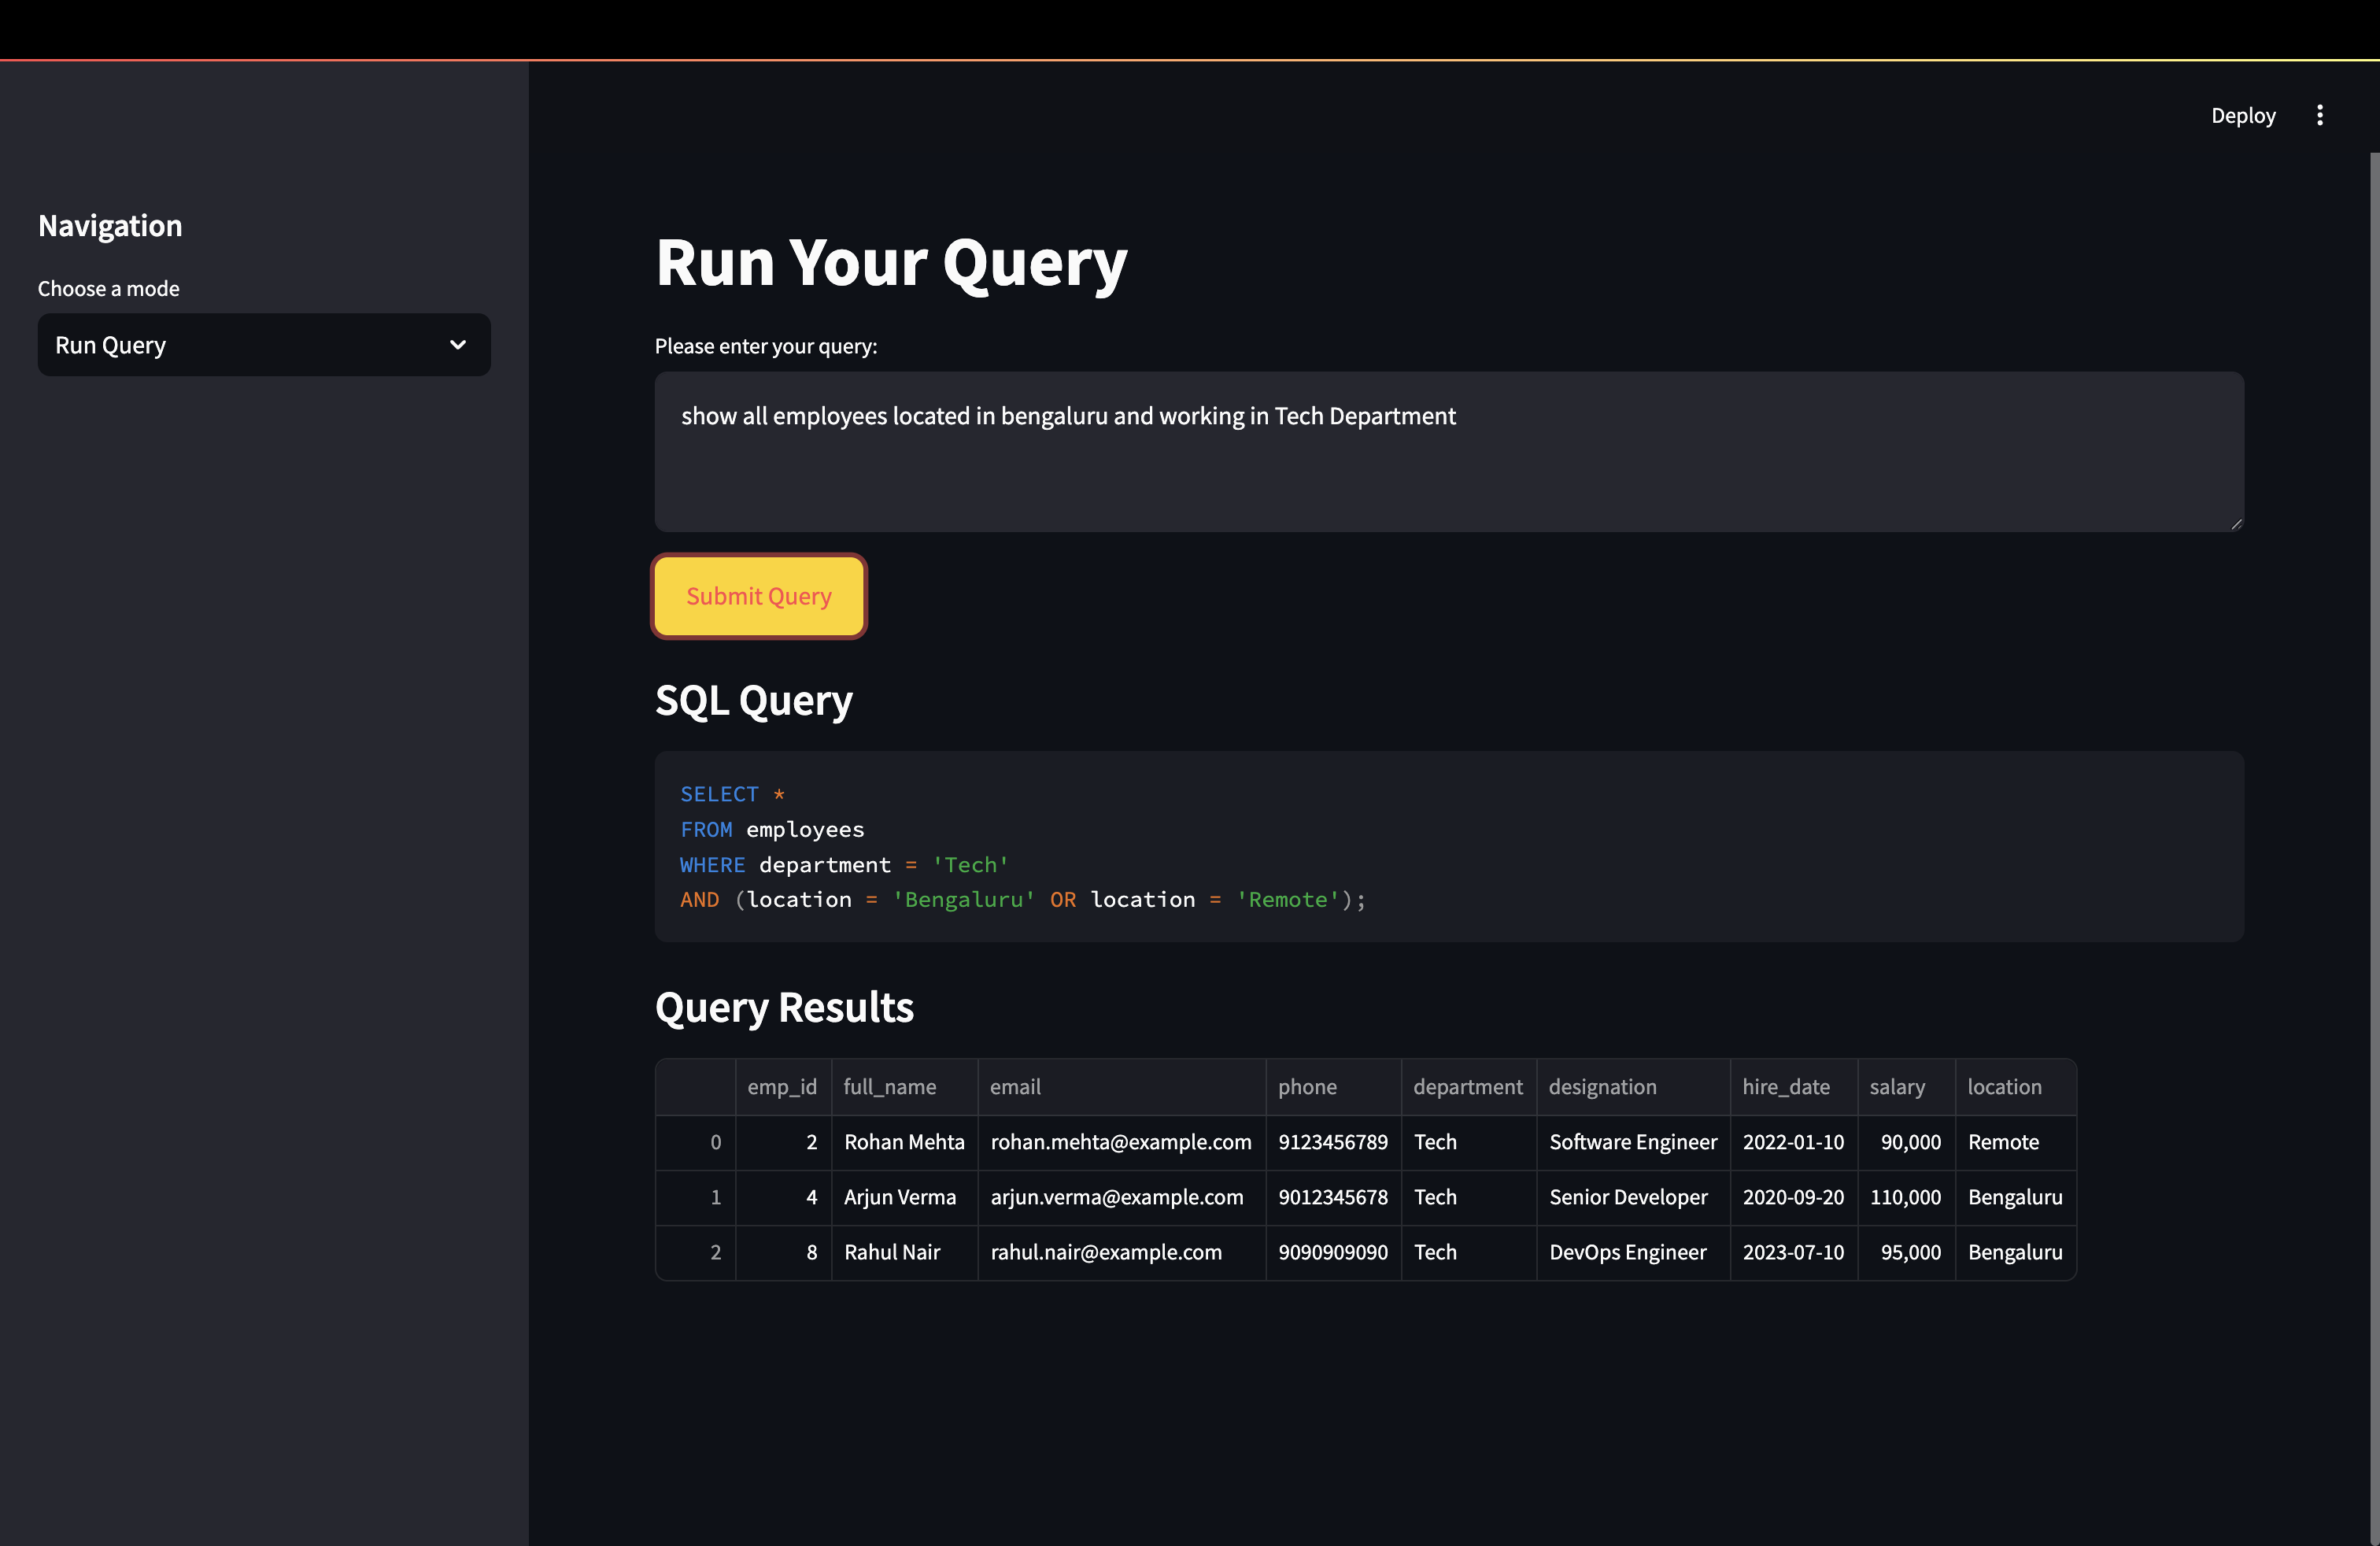 Deploy
Navigation
Choose a mode
Run Query
Run Your Query
Please enter your query:
show all employees located in bengaluru and working in Tech Department
Submit Query
SQL Query
SELECT *
FROM employees
WHERE department = 'Tech'
AND (location = 'Bengaluru' OR location = 'Remote');
Query Results
emp_id full_name email phone department designation hire_date salary location
0 2 Rohan Mehta rohan.mehta@example.com 9123456789 Tech Software Engineer 2022-01-10 90,000 Remote
1 4 Arjun Verma arjun.verma@example.com 9012345678 Tech Senior Developer 2020-09-20 110,000 Bengaluru
2 8 Rahul Nair rahul.nair@example.com 9090909090 Tech DevOps Engineer 2023-07-10 95,000 Bengaluru